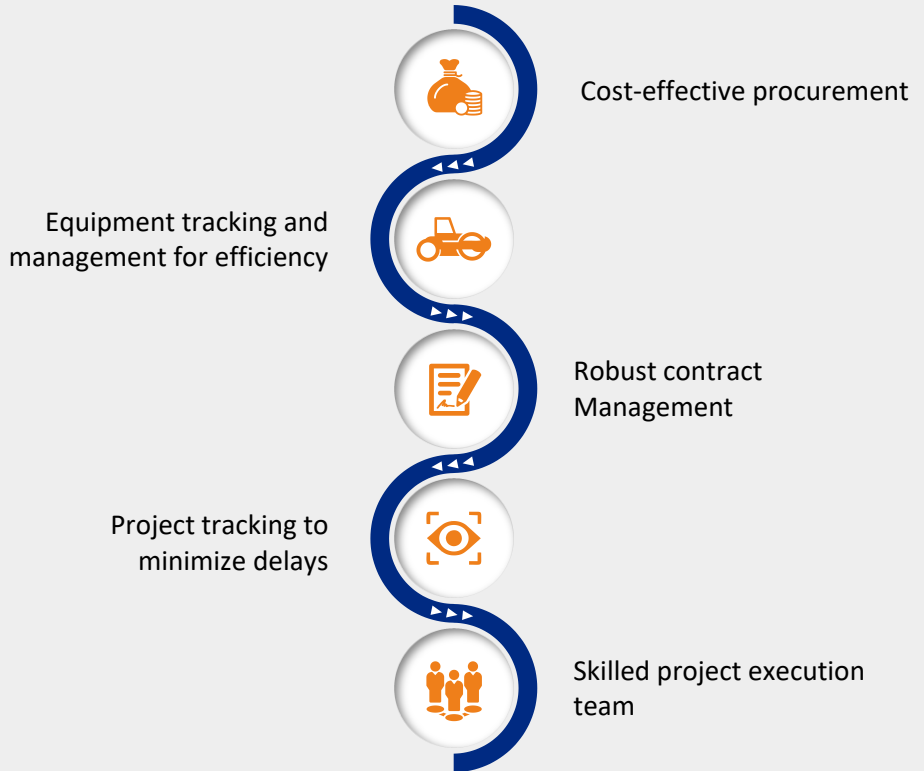 Cost-effective procurement
Equipment tracking and
management for efficiency
Robust contract
Management
Project tracking to
minimize delays
Skilled project execution
team